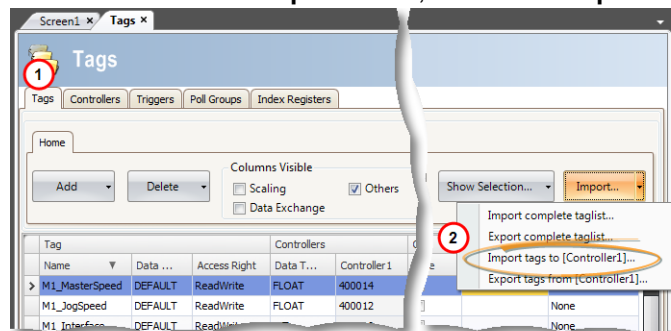 Screen1 × Tags ×
Tags
1
Tags Controllers Triggers Poll Groups Index Registers
Home
Columns Visible
Add Delete Scaling Others Show Selection... Import...
Data Exchange
Import complete taglist...
2 Export complete taglist...
Tag Controllers
Import tags to [Controller1]...
Name Data ... Access Right Data T... Controller1
Export tags from [Controller1]...
M1_MasterSpeed DEFAULT ReadWrite FLOAT 400014
M1_JogSpeed DEFAULT ReadWrite FLOAT 400012 None
M1_Interface DEFAULT ReadWrite None